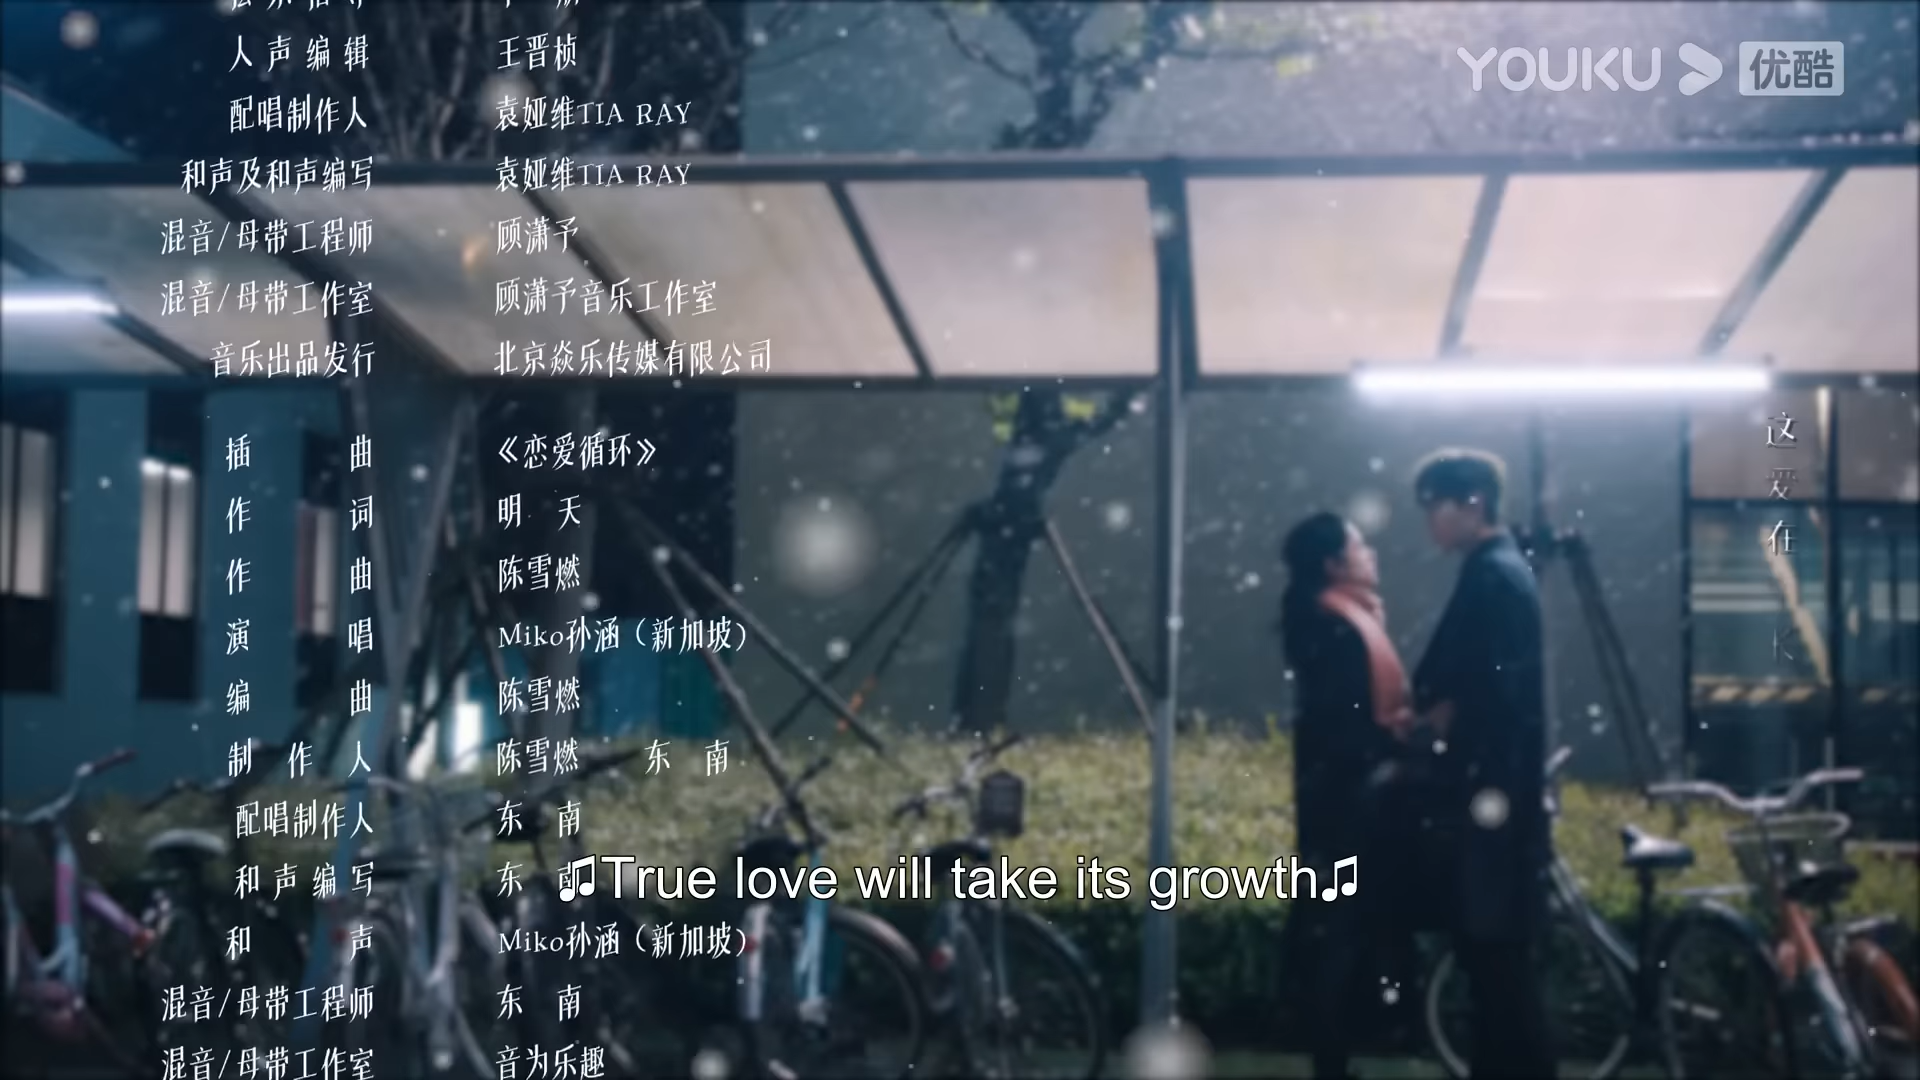 YOUKU 优酷
人声编辑 王晋桢
配唱制作人 袁娅维TIA RAY
和声及和声编写 袁娅维TIA RAY
混音/母带工程师 顾潇予
混音/母带工作室 顾潇予音乐工作室
音乐出品发行 北京焱乐传媒有限公司
插曲 《恋爱循环》
作词 明天
作曲 陈雪燃
演唱 Miko孙涵（新加坡）
编曲 陈雪燃
制作人 陈雪燃 东南
配唱制作人 东南
和声编写 东南
和声 Miko孙涵（新加坡）
混音/母带工程师 东南
混音/母带工作室 音为乐趣
这爱在
♫True love will take its growth♫